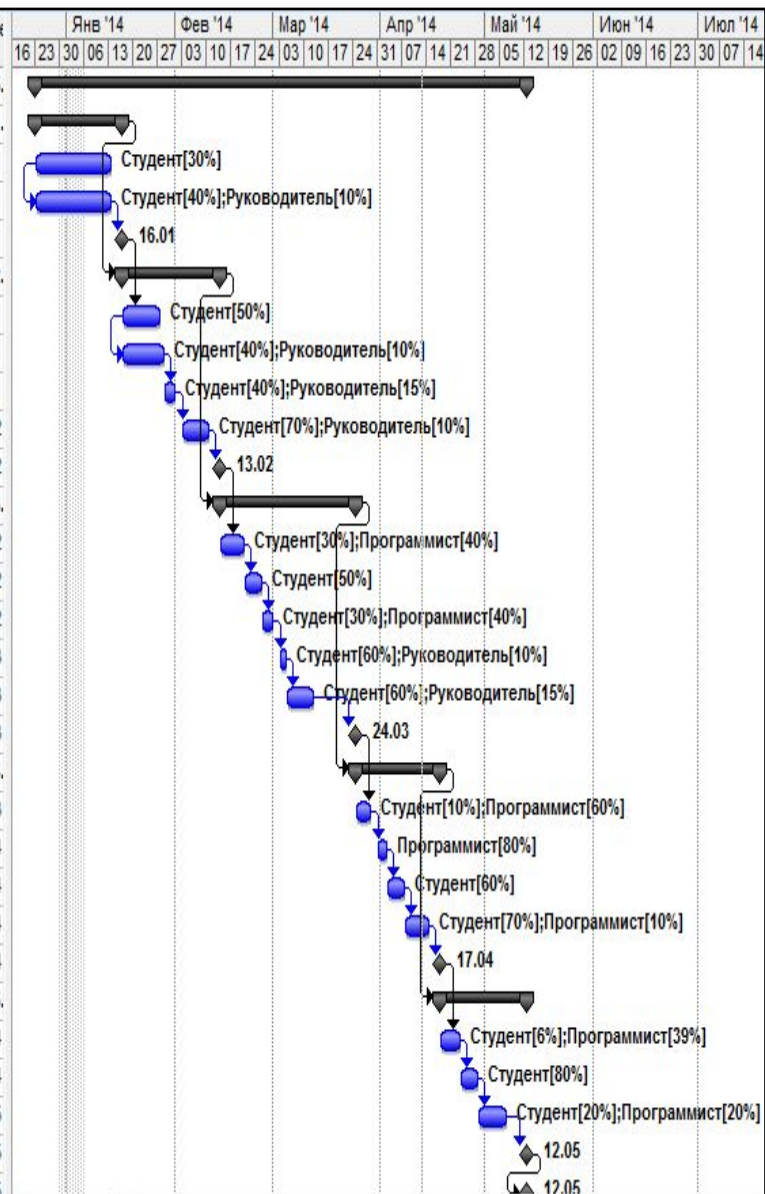 Янв '14 Фев '14 Мар '14 Апр '14 Май '14 Июн '14 Июл '14
16 23 30 06 13 20 27 03 10 17 24 03 10 17 24 31 07 14 21 28 05 12 19 26 02 09 16 23 30 07 14
Студент[30%]
Студент[40%];Руководитель[10%]
16.01
Студент[50%]
Студент[40%];Руководитель[10%]
Студент[40%];Руководитель[15%]
Студент[70%];Руководитель[10%]
13.02
Студент[30%];Программист[40%]
Студент[50%]
Студент[30%];Программист[40%]
Студент[60%];Руководитель[10%]
Студент[60%];Руководитель[15%]
24.03
Студент[10%];Программист[60%]
Программист[80%]
Студент[60%]
Студент[70%];Программист[10%]
17.04
Студент[6%];Программист[39%]
Студент[80%]
Студент[20%];Программист[20%]
12.05
12.05